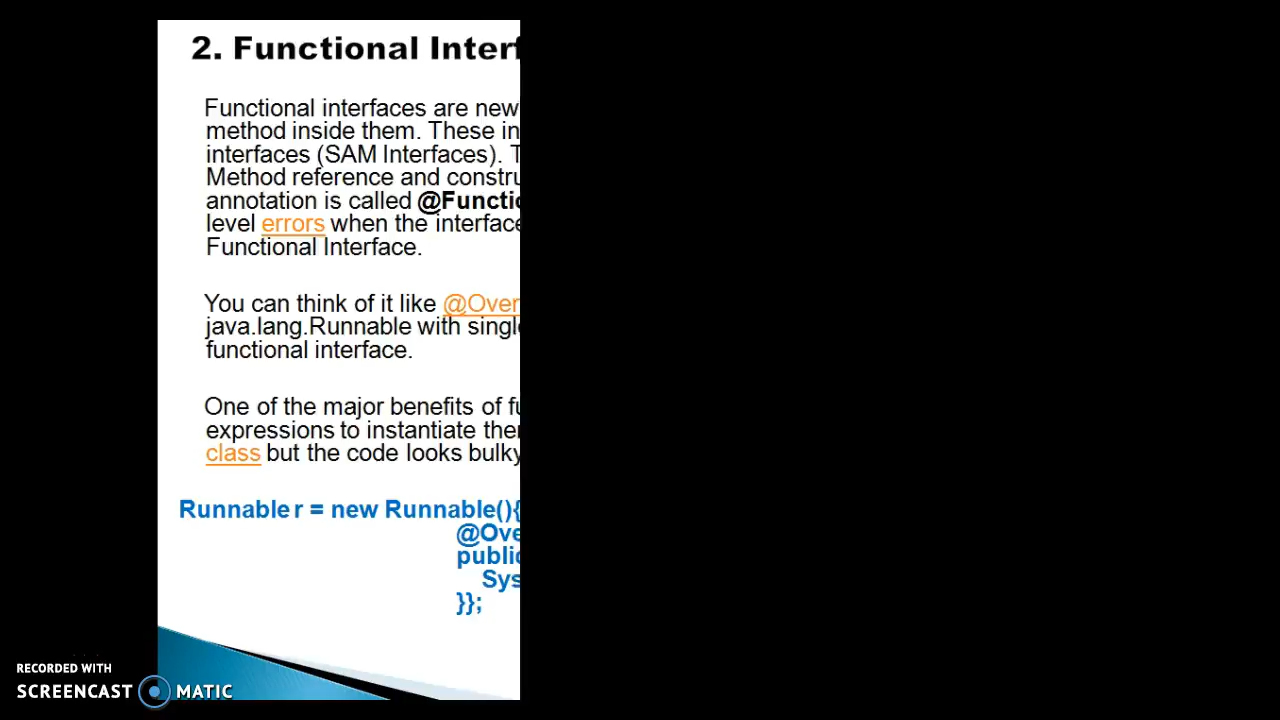 2. Functional Interf
Functional interfaces are new
method inside them. These in
interfaces (SAM Interfaces). T
Method reference and constru
annotation is called @Functio
level errors when the interface
Functional Interface.
You can think of it like @Over
java.lang.Runnable with single
functional interface.
One of the major benefits of fu
expressions to instantiate ther
class but the code looks bulky
Runnable r = new Runnable(){
@Ove
public
Sys
}};
RECORDED WITH
SCREENCAST MATIC